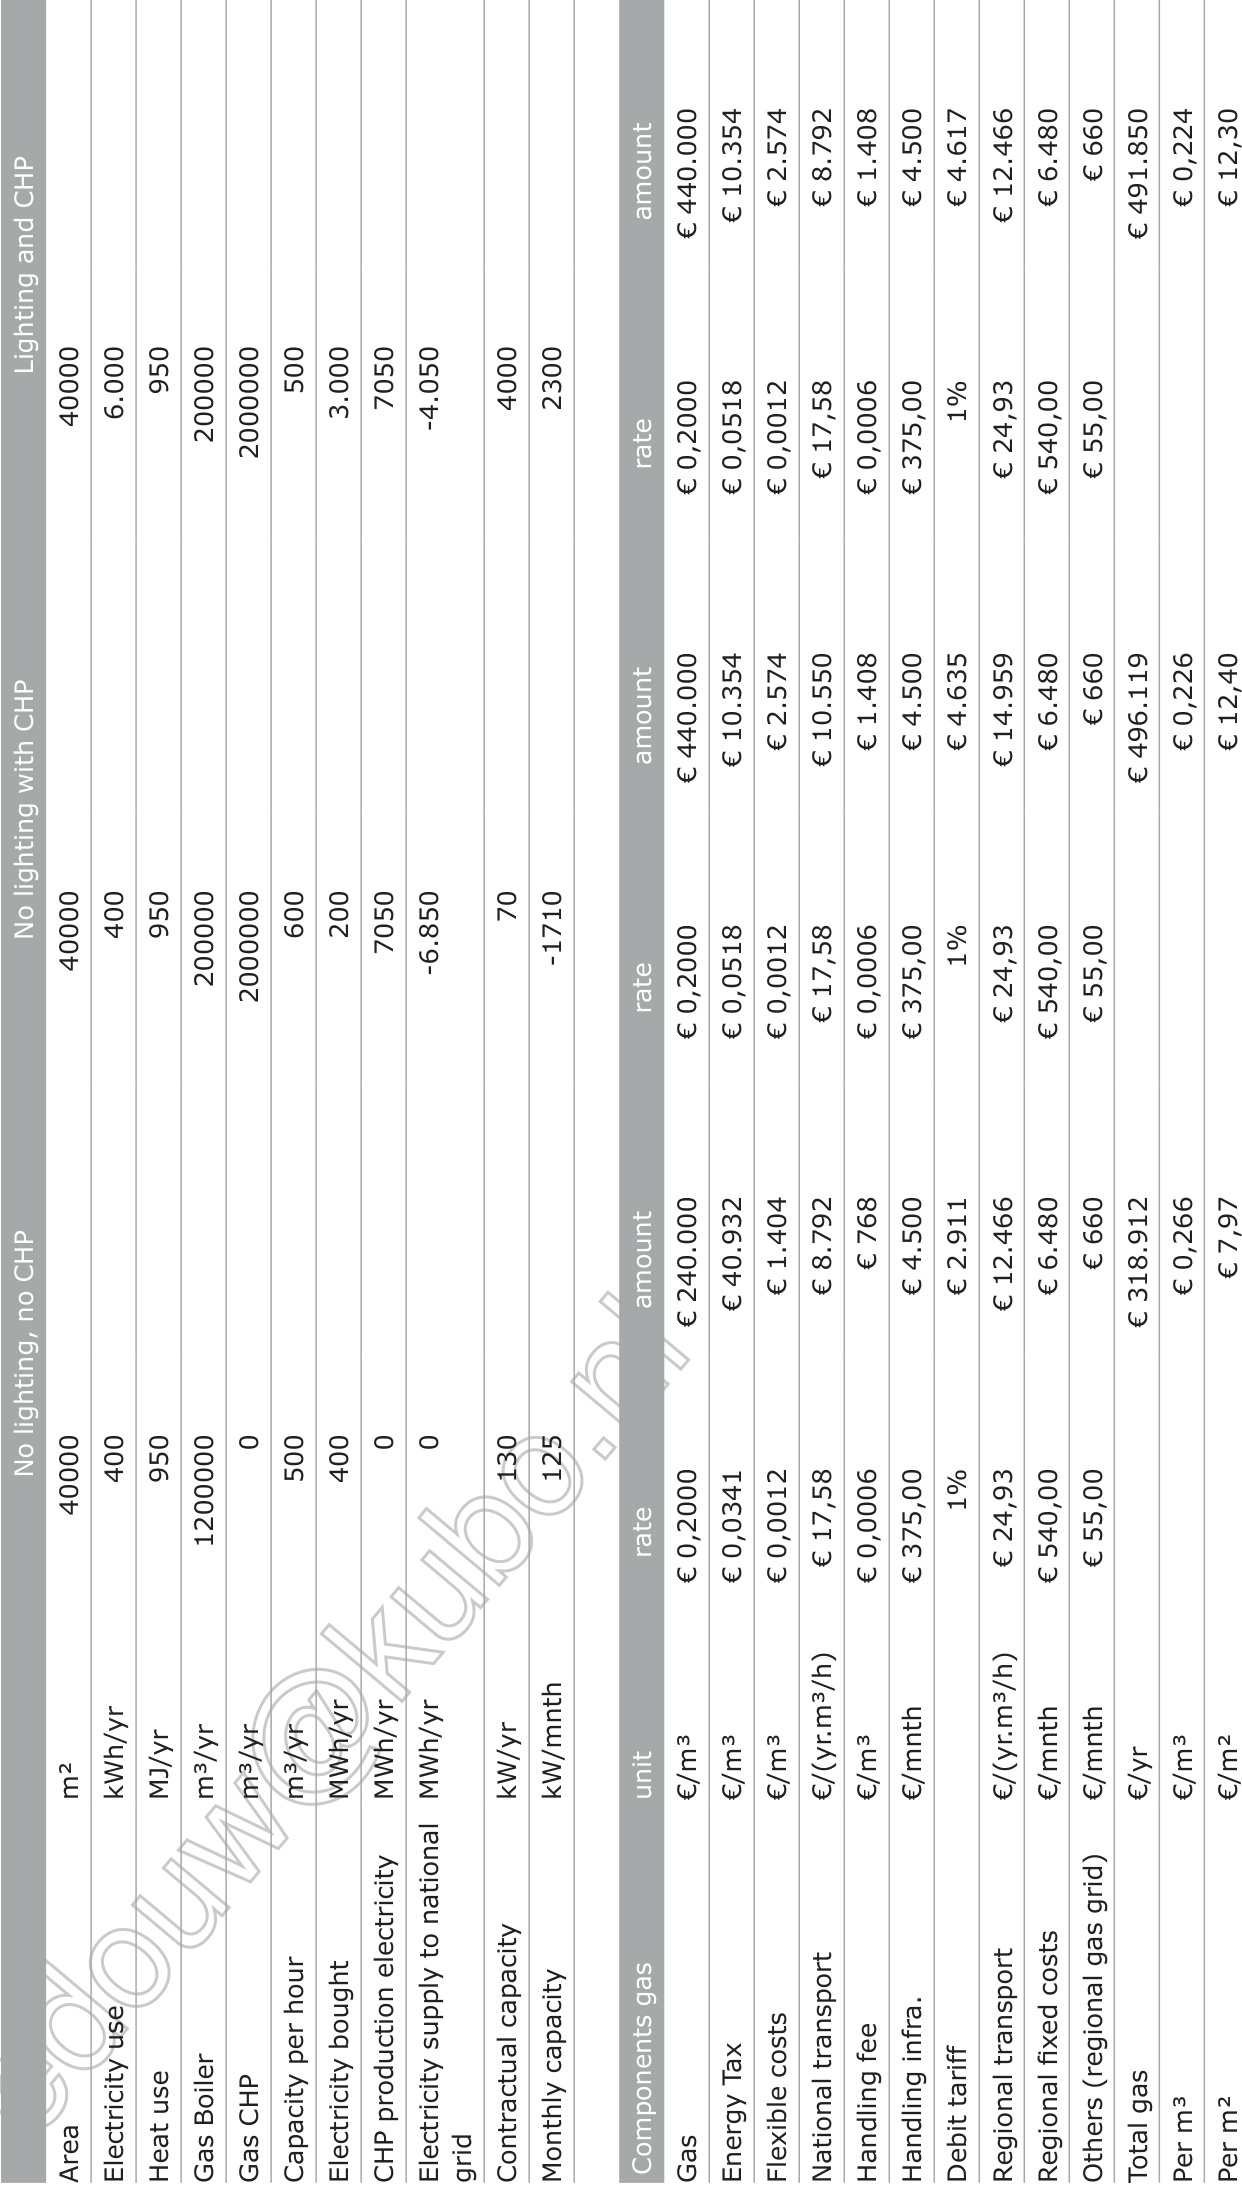 No lighting, no CHP No lighting with CHP Lighting and CHP
Area m² 40000 40000 40000
Electricity use kWh/yr 400 400 6.000
Heat use MJ/yr 950 950 950
Gas Boiler m³/yr 1200000 200000 200000
Gas CHP m³/yr 0 2000000 2000000
Capacity per hour m³/yr 500 600 500
Electricity bought MWh/yr 400 200 3.000
CHP production electricity MWh/yr 0 7050 7050
Electricity supply to national MWh/yr 0 -6.850 -4.050
grid
Contractual capacity kW/yr 130 70 4000
Monthly capacity kW/mnth 125 -1710 2300
Components gas unit rate amount rate amount rate amount
Gas €/m³ € 0,2000 € 240.000 € 0,2000 € 440.000 € 0,2000 € 440.000
Energy Tax €/m³ € 0,0341 € 40.932 € 0,0518 € 10.354 € 0,0518 € 10.354
Flexible costs €/m³ € 0,0012 € 1.404 € 0,0012 € 2.574 € 0,0012 € 2.574
National transport €/(yr.m³/h) € 17,58 € 8.792 € 17,58 € 10.550 € 17,58 € 8.792
Handling fee €/m³ € 0,0006 € 768 € 0,0006 € 1.408 € 0,0006 € 1.408
Handling infra. €/mnth € 375,00 € 4.500 € 375,00 € 4.500 € 375,00 € 4.500
Debit tariff 1% € 2.911 1% € 4.635 1% € 4.617
Regional transport €/(yr.m³/h) € 24,93 € 12.466 € 24,93 € 14.959 € 24,93 € 12.466
Regional fixed costs €/mnth € 540,00 € 6.480 € 540,00 € 6.480 € 540,00 € 6.480
Others (regional gas grid) €/mnth € 55,00 € 660 € 55,00 € 660 € 55,00 € 660
Total gas €/yr € 318.912 € 496.119 € 491.850
Per m³ €/m³ € 0,266 € 0,226 € 0,224
Per m² €/m² € 7,97 € 12,40 € 12,30
edouw@kubo.nl